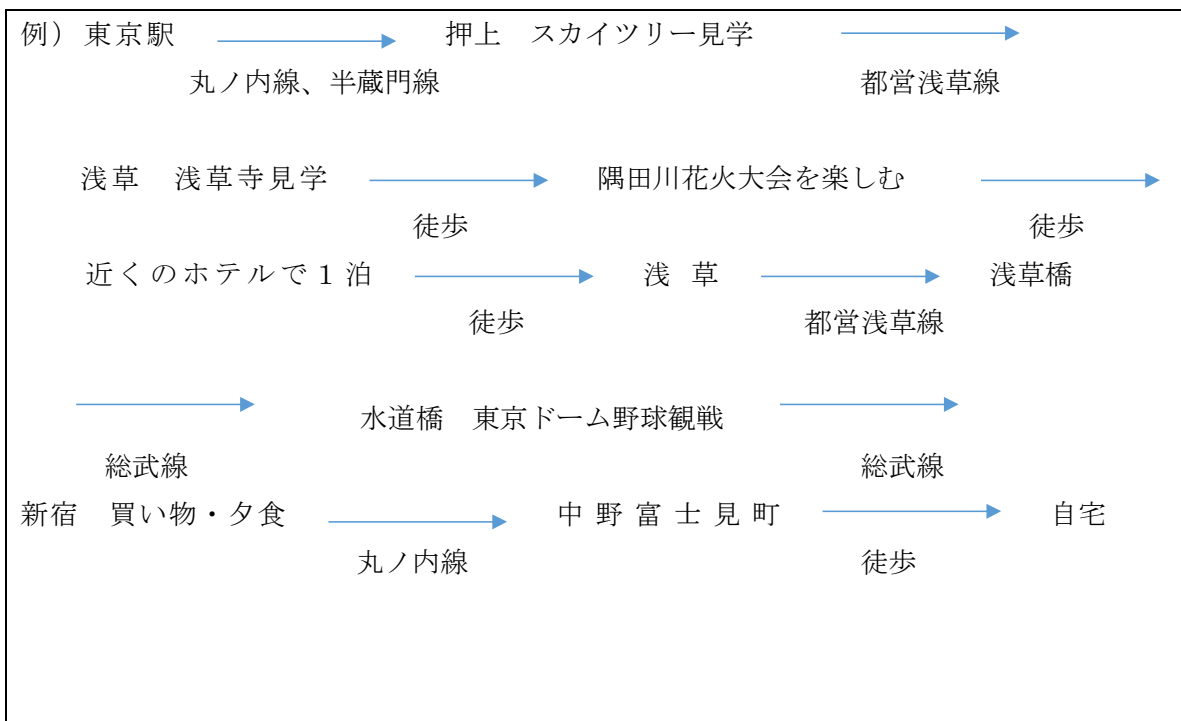 例）東京駅　押上　スカイツリー見学
丸ノ内線、半蔵門線　都営浅草線
浅草　浅草寺見学　隅田川花火大会を楽しむ
徒歩　徒歩
近くのホテルで１泊　浅 草　浅草橋
徒歩　都営浅草線
水道橋　東京ドーム野球観戦
総武線　総武線
新宿　買い物・夕食　中野富士見町　自宅
丸ノ内線　徒歩